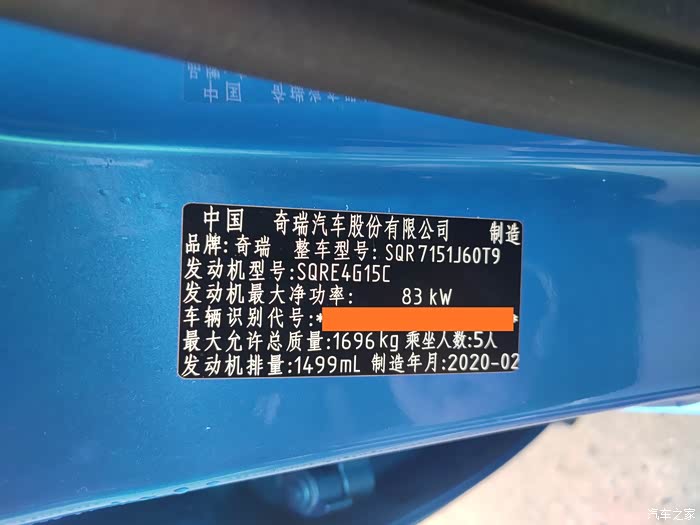 中国 奇瑞汽车股份有限公司 制造
品牌:奇瑞 整车型号:SQR7151J60T9
发动机型号:SQRE4G15C
发动机最大净功率: 83 kW
车辆识别代号:* *
最大允许总质量:1696kg 乘坐人数:5人
发动机排量:1499mL 制造年月:2020-02
汽车之家